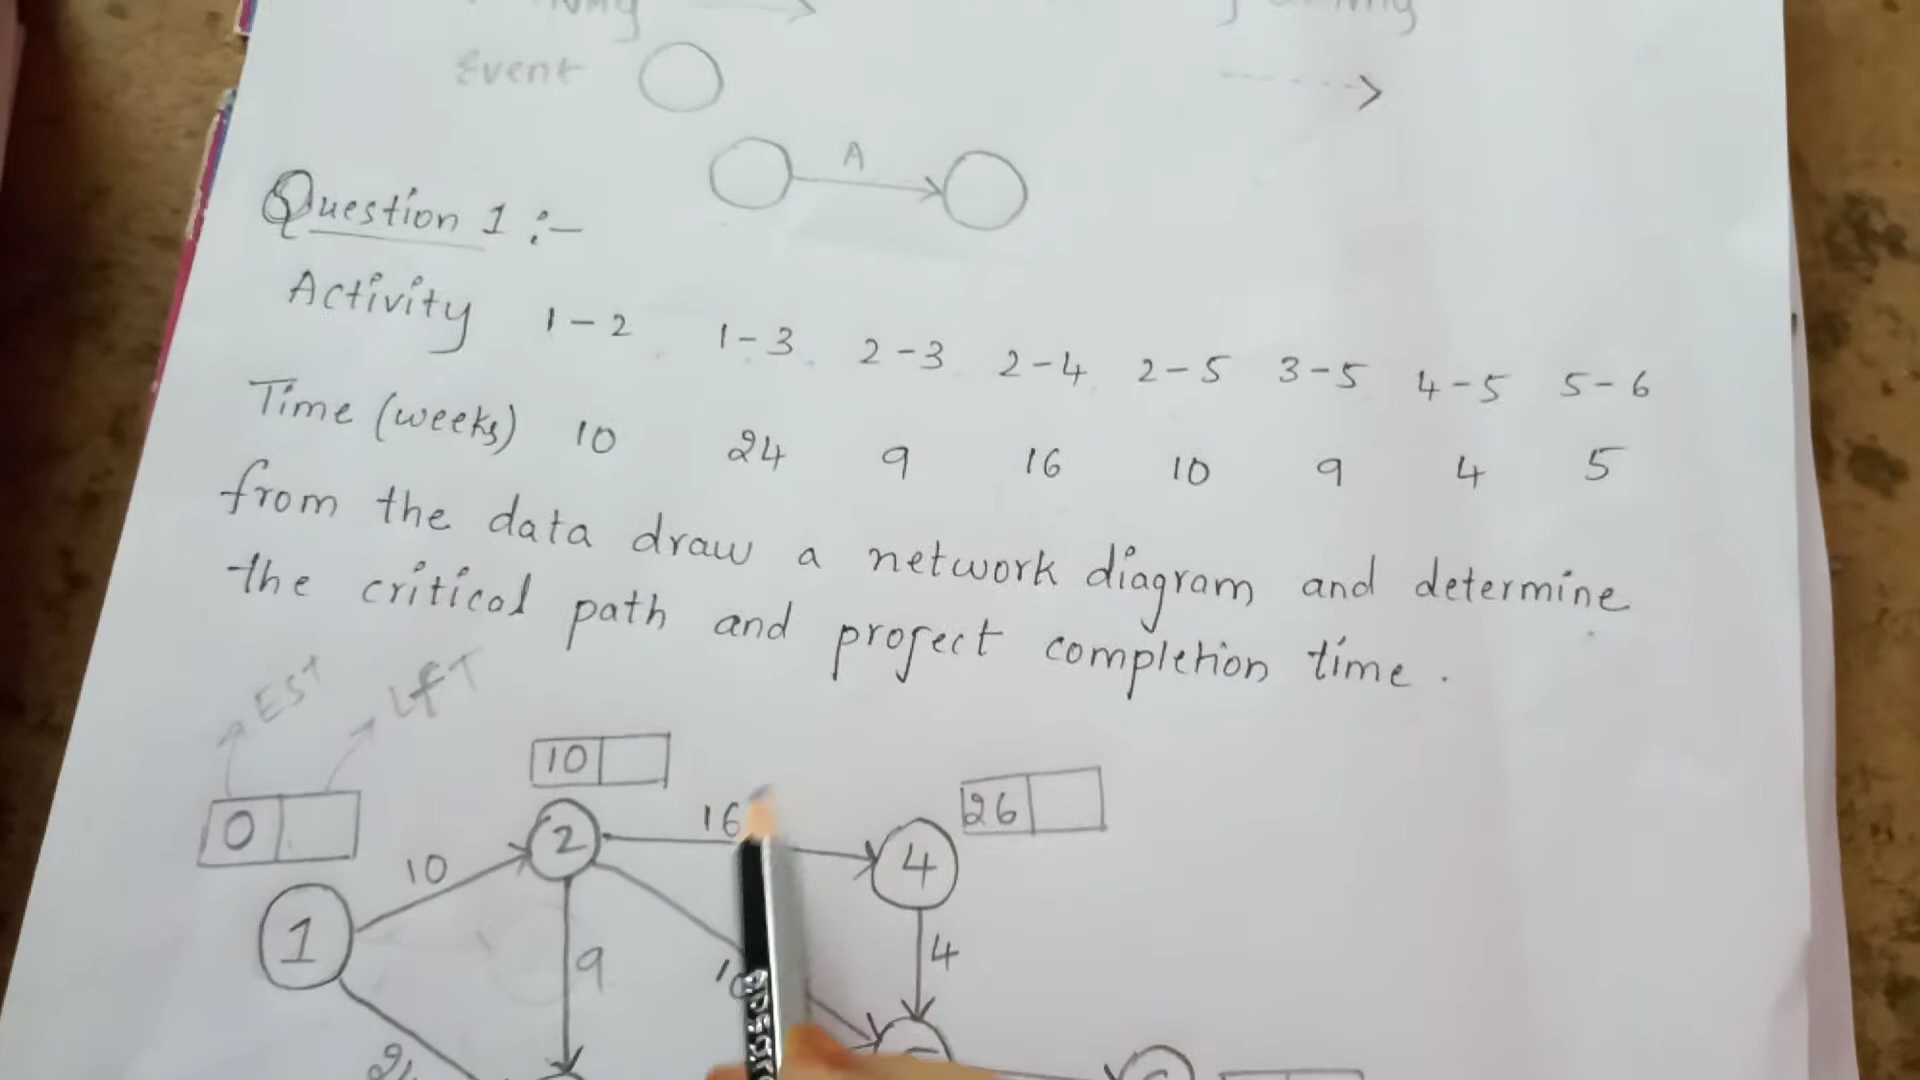 Event
A
Question 1 :-
Activity 1-2 1-3 2-3 2-4 2-5 3-5 4-5 5-6
Time (weeks) 10 24 9 16 10 9 4 5
from the data draw a network diagram and determine
the critical path and project completion time.
EST LfT
10
0
26
16
2
4
10
1
9
4
10